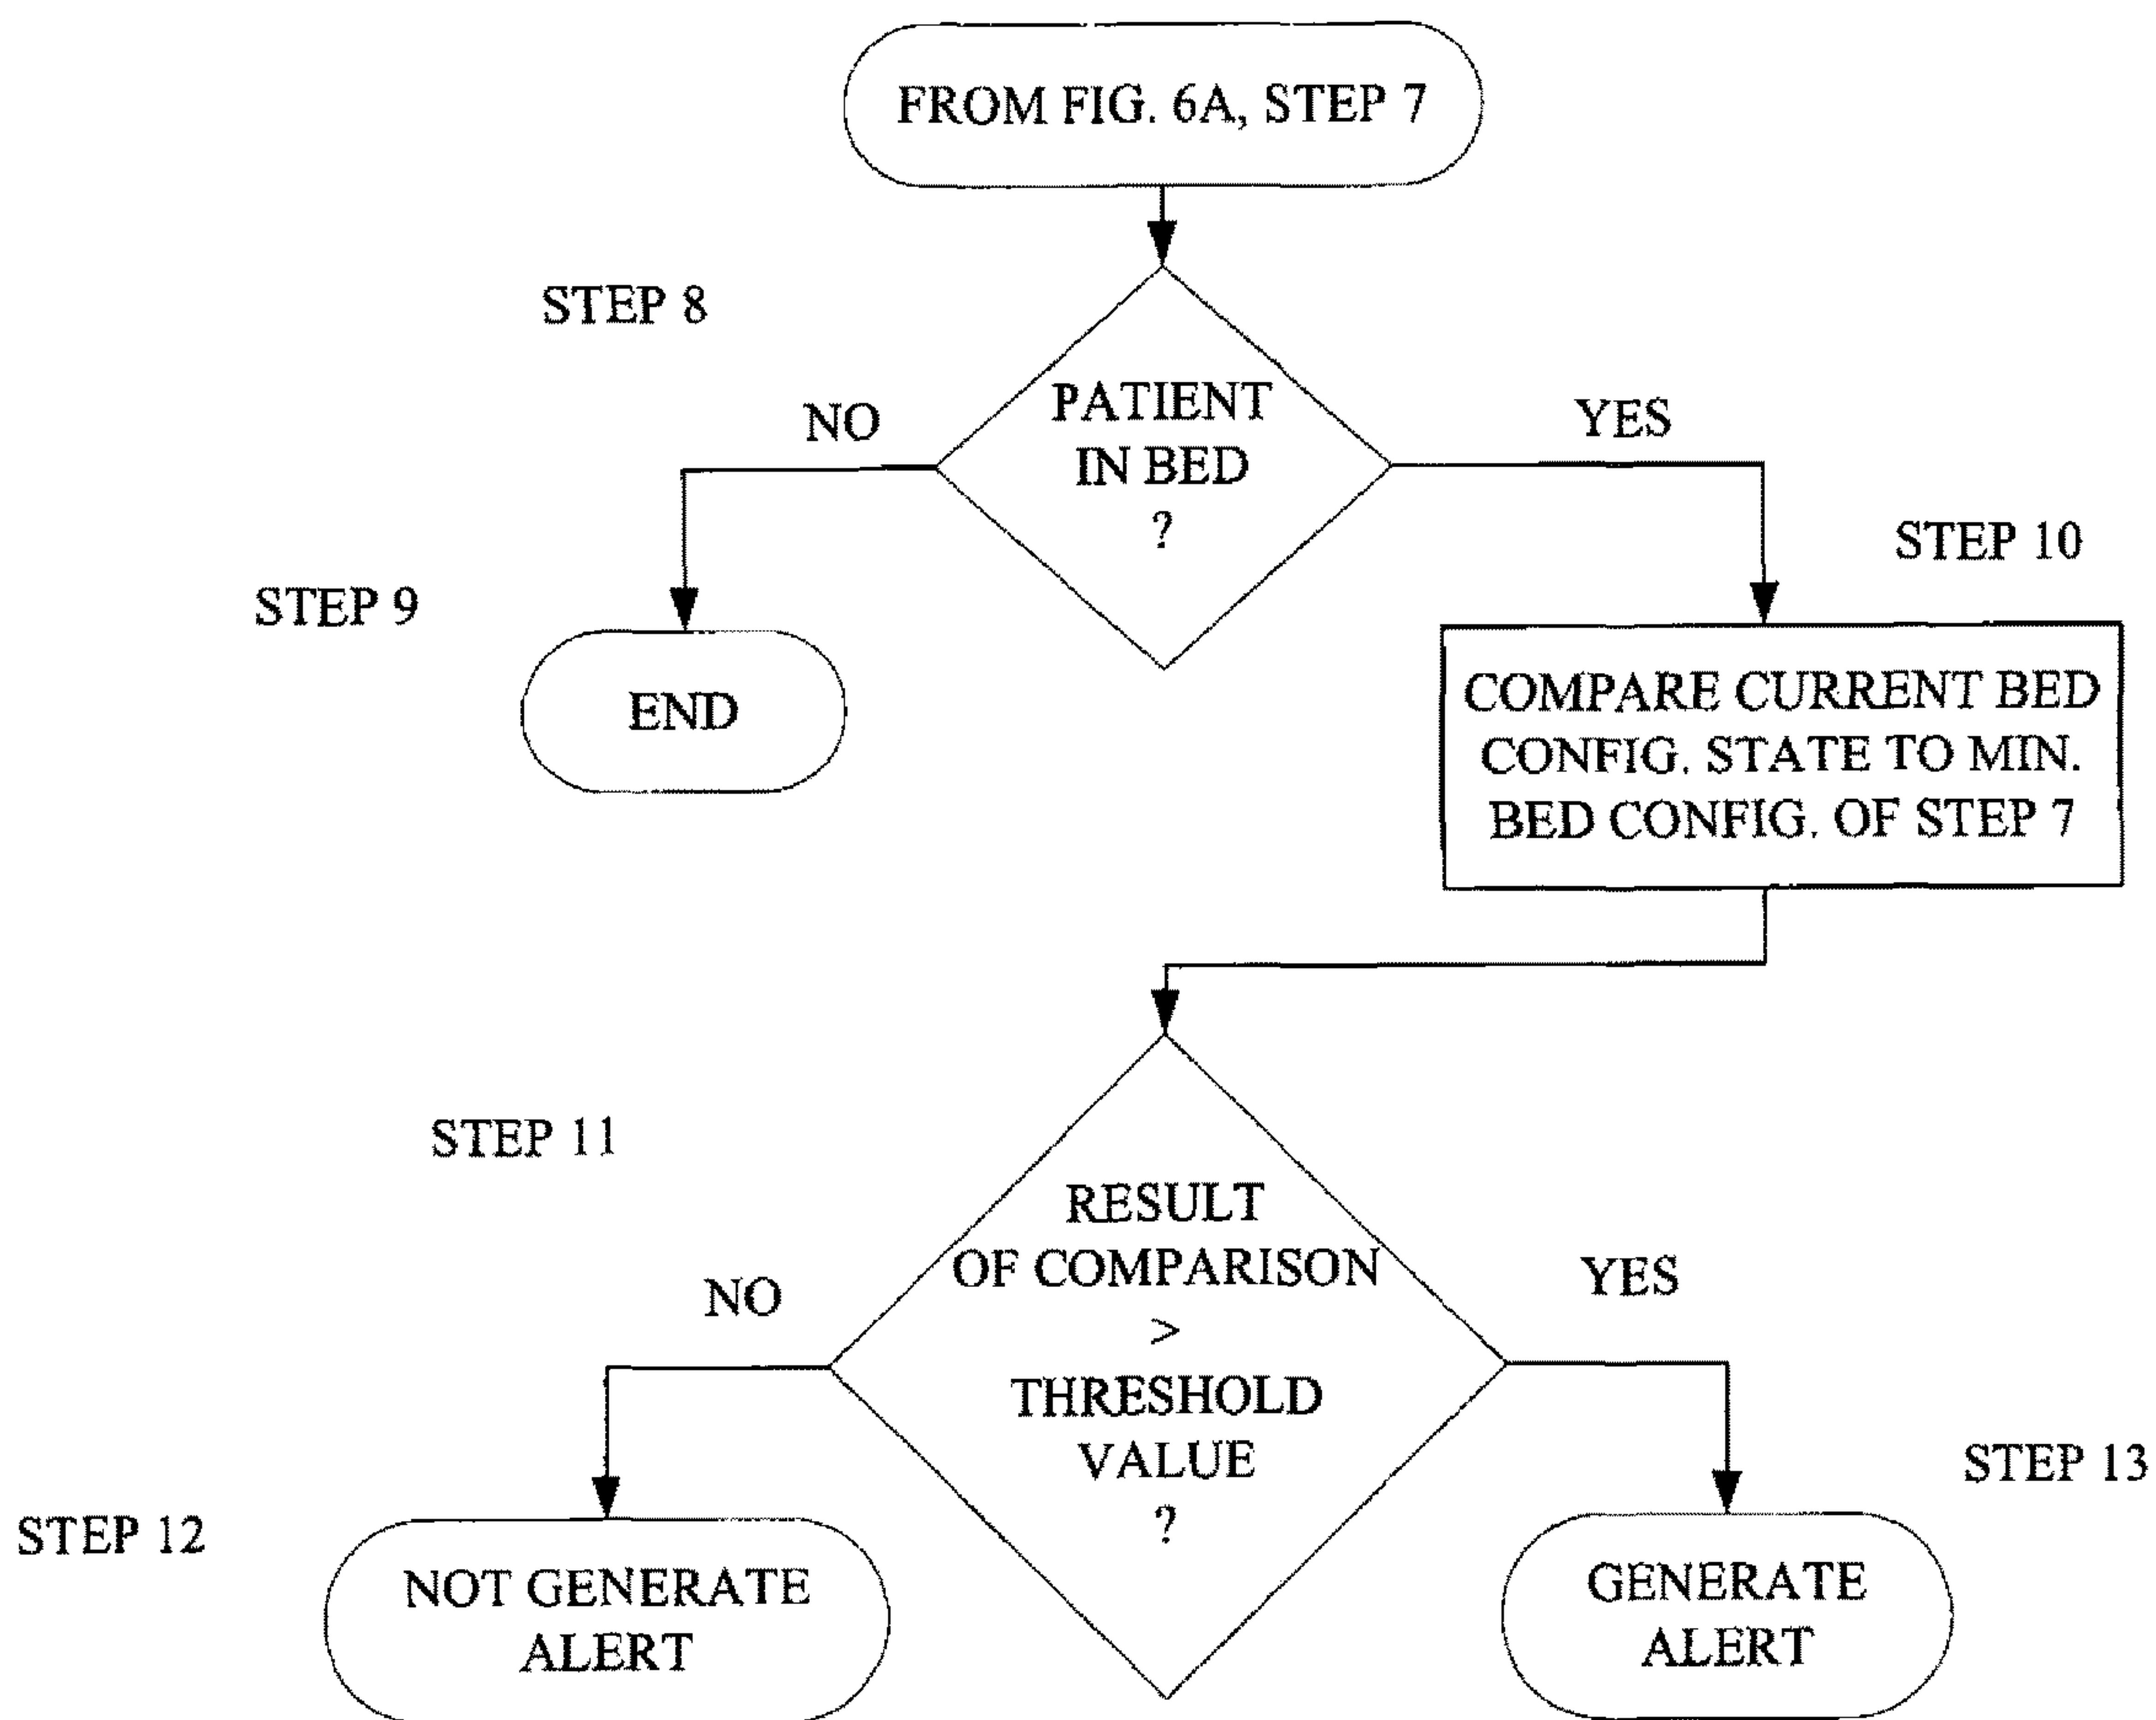 FROM FIG. 6A, STEP 7
STEP 8
PATIENT
IN BED
?
NO
YES
STEP 9
END
STEP 10
COMPARE CURRENT BED
CONFIG. STATE TO MIN.
BED CONFIG. OF STEP 7
STEP 11
RESULT
OF COMPARISON
>
THRESHOLD
VALUE
?
NO
YES
STEP 12
NOT GENERATE
ALERT
STEP 13
GENERATE
ALERT